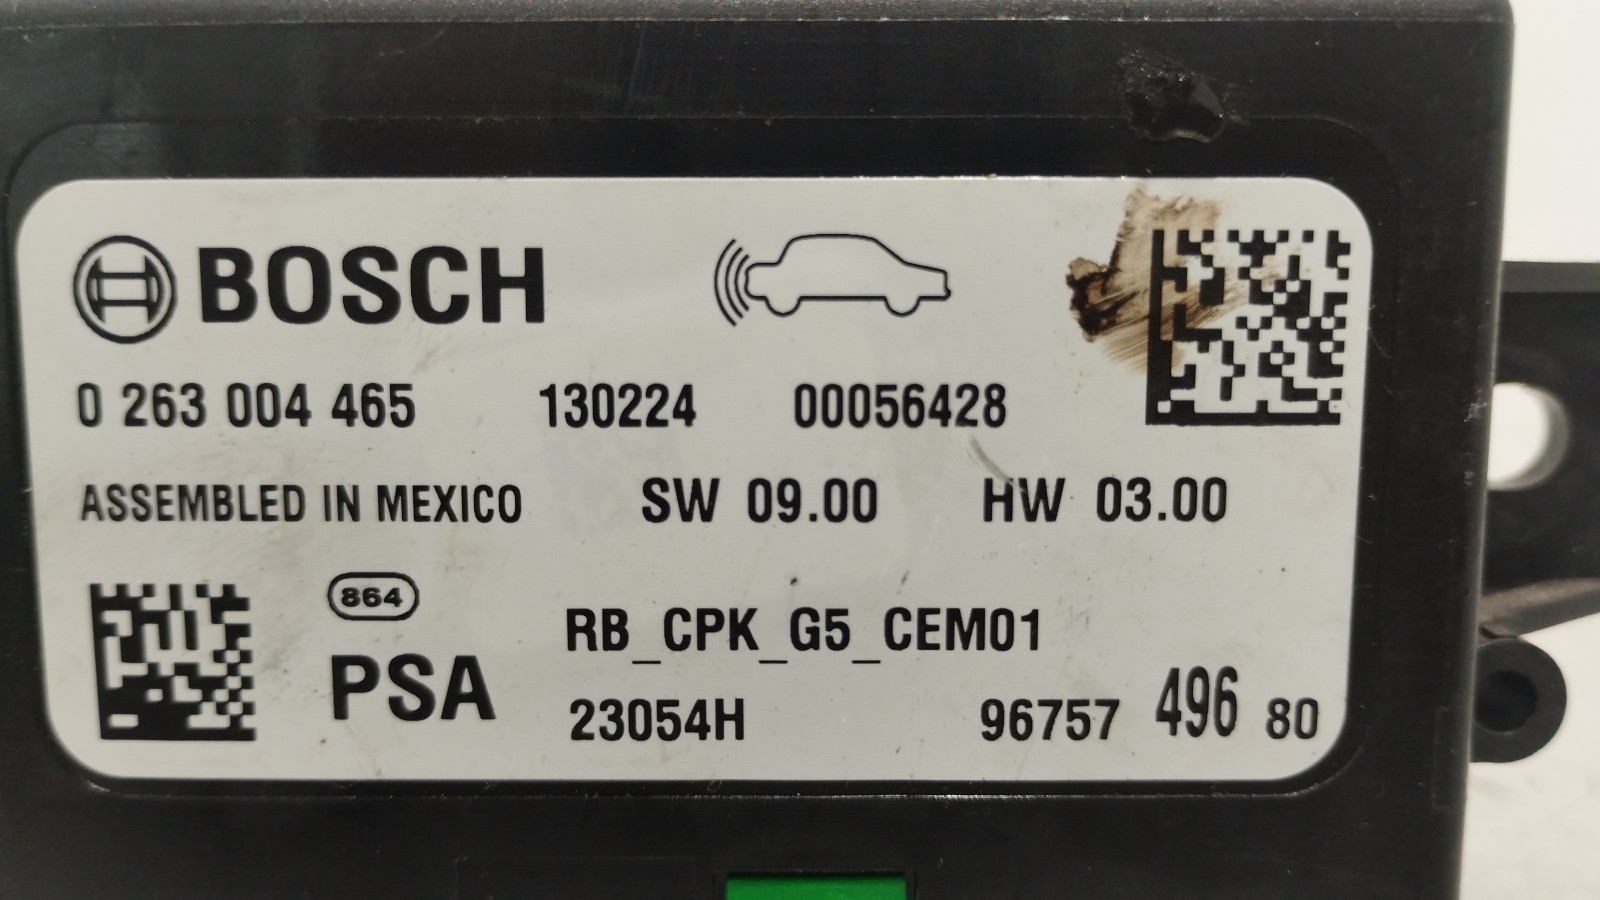 BOSCH
0 263 004 465 130224 00056428
ASSEMBLED IN MEXICO SW 09.00 HW 03.00
864
RB_CPK_G5_CEM01
PSA
23054H 96757 496 80